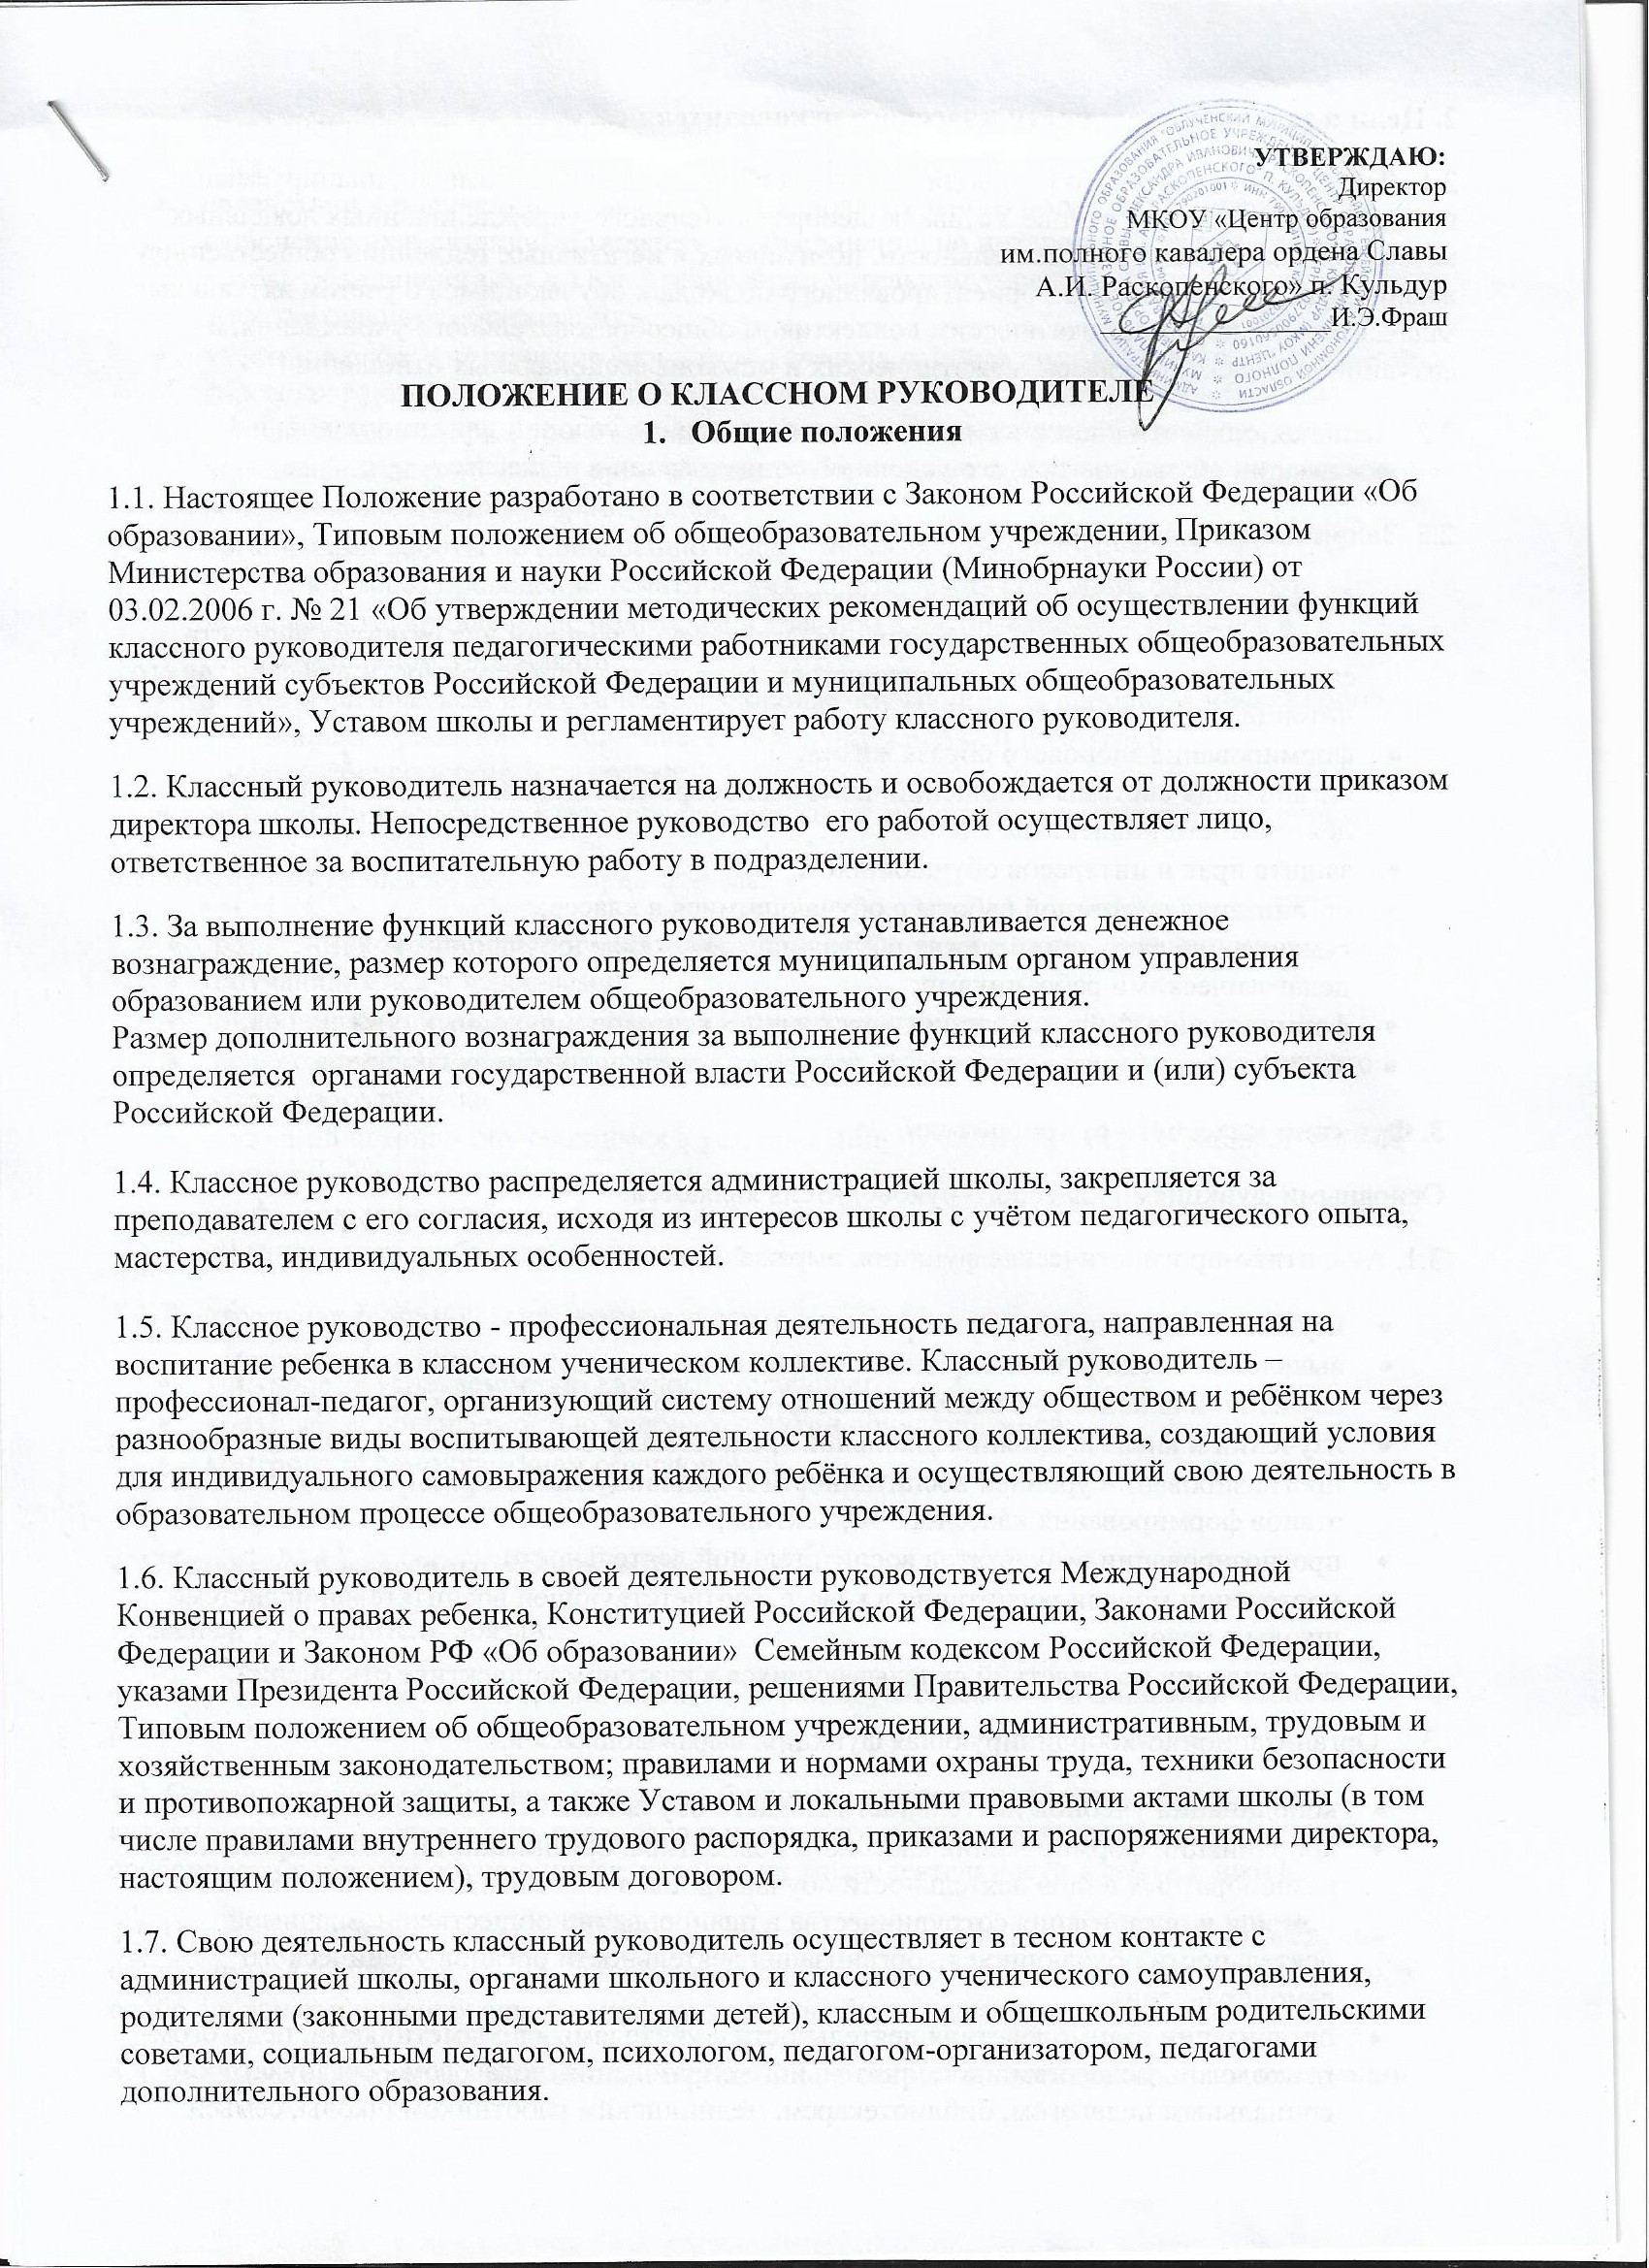 УТВЕРЖДАЮ:
Директор
МКОУ «Центр образования
им.полного кавалера ордена Славы
А.И. Раскопенского» п. Кульдур
И.Э.Фраш
ПОЛОЖЕНИЕ О КЛАССНОМ РУКОВОДИТЕЛЕ
1. Общие положения
1.1. Настоящее Положение разработано в соответствии с Законом Российской Федерации «Об
образовании», Типовым положением об общеобразовательном учреждении, Приказом
Министерства образования и науки Российской Федерации (Минобрнауки России) от
03.02.2006 г. № 21 «Об утверждении методических рекомендаций об осуществлении функций
классного руководителя педагогическими работниками государственных общеобразовательных
учреждений субъектов Российской Федерации и муниципальных общеобразовательных
учреждений», Уставом школы и регламентирует работу классного руководителя.
1.2. Классный руководитель назначается на должность и освобождается от должности приказом
директора школы. Непосредственное руководство  его работой осуществляет лицо,
ответственное за воспитательную работу в подразделении.
1.3. За выполнение функций классного руководителя устанавливается денежное
вознаграждение, размер которого определяется муниципальным органом управления
образованием или руководителем общеобразовательного учреждения.
Размер дополнительного вознаграждения за выполнение функций классного руководителя
определяется  органами государственной власти Российской Федерации и (или) субъекта
Российской Федерации.
1.4. Классное руководство распределяется администрацией школы, закрепляется за
преподавателем с его согласия, исходя из интересов школы с учётом педагогического опыта,
мастерства, индивидуальных особенностей.
1.5. Классное руководство - профессиональная деятельность педагога, направленная на
воспитание ребенка в классном ученическом коллективе. Классный руководитель –
профессионал-педагог, организующий систему отношений между обществом и ребёнком через
разнообразные виды воспитывающей деятельности классного коллектива, создающий условия
для индивидуального самовыражения каждого ребёнка и осуществляющий свою деятельность в
образовательном процессе общеобразовательного учреждения.
1.6. Классный руководитель в своей деятельности руководствуется Международной
Конвенцией о правах ребенка, Конституцией Российской Федерации, Законами Российской
Федерации и Законом РФ «Об образовании»  Семейным кодексом Российской Федерации,
указами Президента Российской Федерации, решениями Правительства Российской Федерации,
Типовым положением об общеобразовательном учреждении, административным, трудовым и
хозяйственным законодательством; правилами и нормами охраны труда, техники безопасности
и противопожарной защиты, а также Уставом и локальными правовыми актами школы (в том
числе правилами внутреннего трудового распорядка, приказами и распоряжениями директора,
настоящим положением), трудовым договором.
1.7. Свою деятельность классный руководитель осуществляет в тесном контакте с
администрацией школы, органами школьного и классного ученического самоуправления,
родителями (законными представителями детей), классным и общешкольным родительскими
советами, социальным педагогом, психологом, педагогом-организатором, педагогами
дополнительного образования.